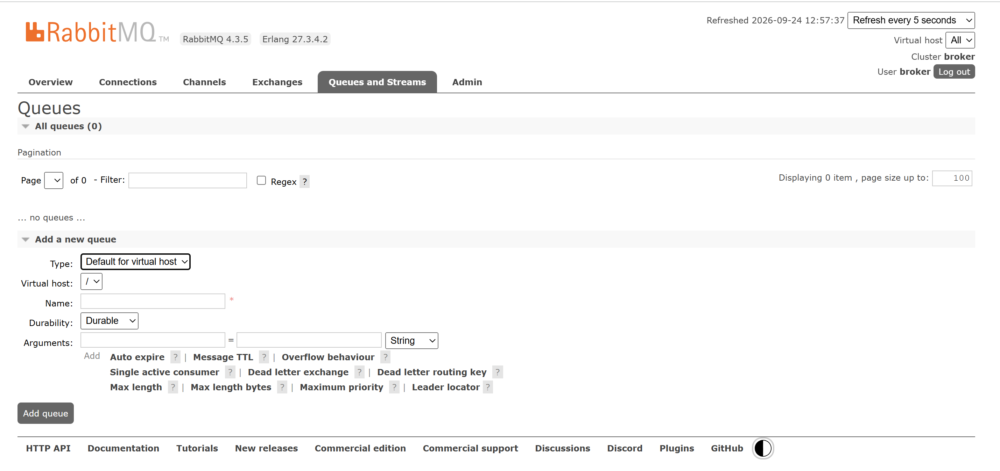 RabbitMQ TM RabbitMQ 4.3.5 Erlang 27.3.4.2
Refreshed 2026-09-24 12:57:37 Refresh every 5 seconds
Virtual host All
Cluster broker
User broker Log out
Overview Connections Channels Exchanges Queues and Streams Admin
Queues
All queues (0)
Pagination
Page of 0 - Filter: Regex ? Displaying 0 item , page size up to: 100
... no queues ...
Add a new queue
Type: Default for virtual host
Virtual host: /
Name: *
Durability: Durable
Arguments: = String
Add Auto expire ? | Message TTL ? | Overflow behaviour ?
Single active consumer ? | Dead letter exchange ? | Dead letter routing key ?
Max length ? | Max length bytes ? | Maximum priority ? | Leader locator ?
Add queue
HTTP API Documentation Tutorials New releases Commercial edition Commercial support Discussions Discord Plugins GitHub